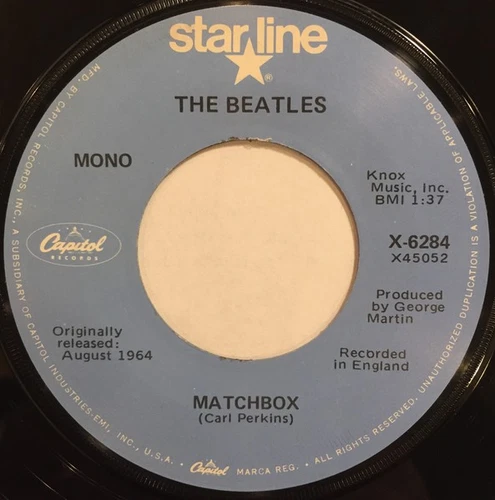 starline
®
THE BEATLES
MONO
Knox
Music, Inc.
BMI 1:37
Capitol
RECORDS
X-6284
X45052
Produced
by George
Martin
Originally
released:
August 1964
Recorded
in England
MATCHBOX
(Carl Perkins)
MFD. BY CAPITOL RECORDS, INC., A SUBSIDIARY OF CAPITOL INDUSTRIES-EMI, INC., U.S.A. • Capitol MARCA REG. • ALL RIGHTS RESERVED. UNAUTHORIZED DUPLICATION IS A VIOLATION OF APPLICABLE LAWS.